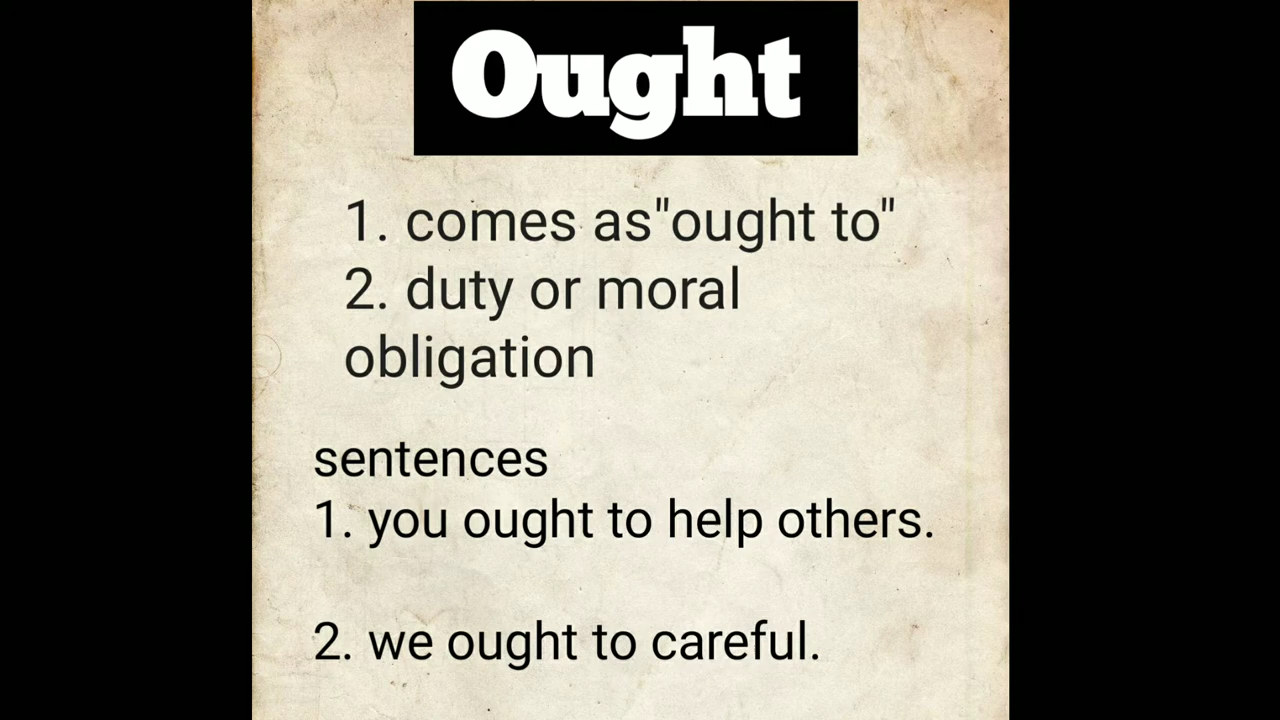 Ought
1. comes as"ought to"
2. duty or moral
obligation
sentences
1. you ought to help others.
2. we ought to careful.